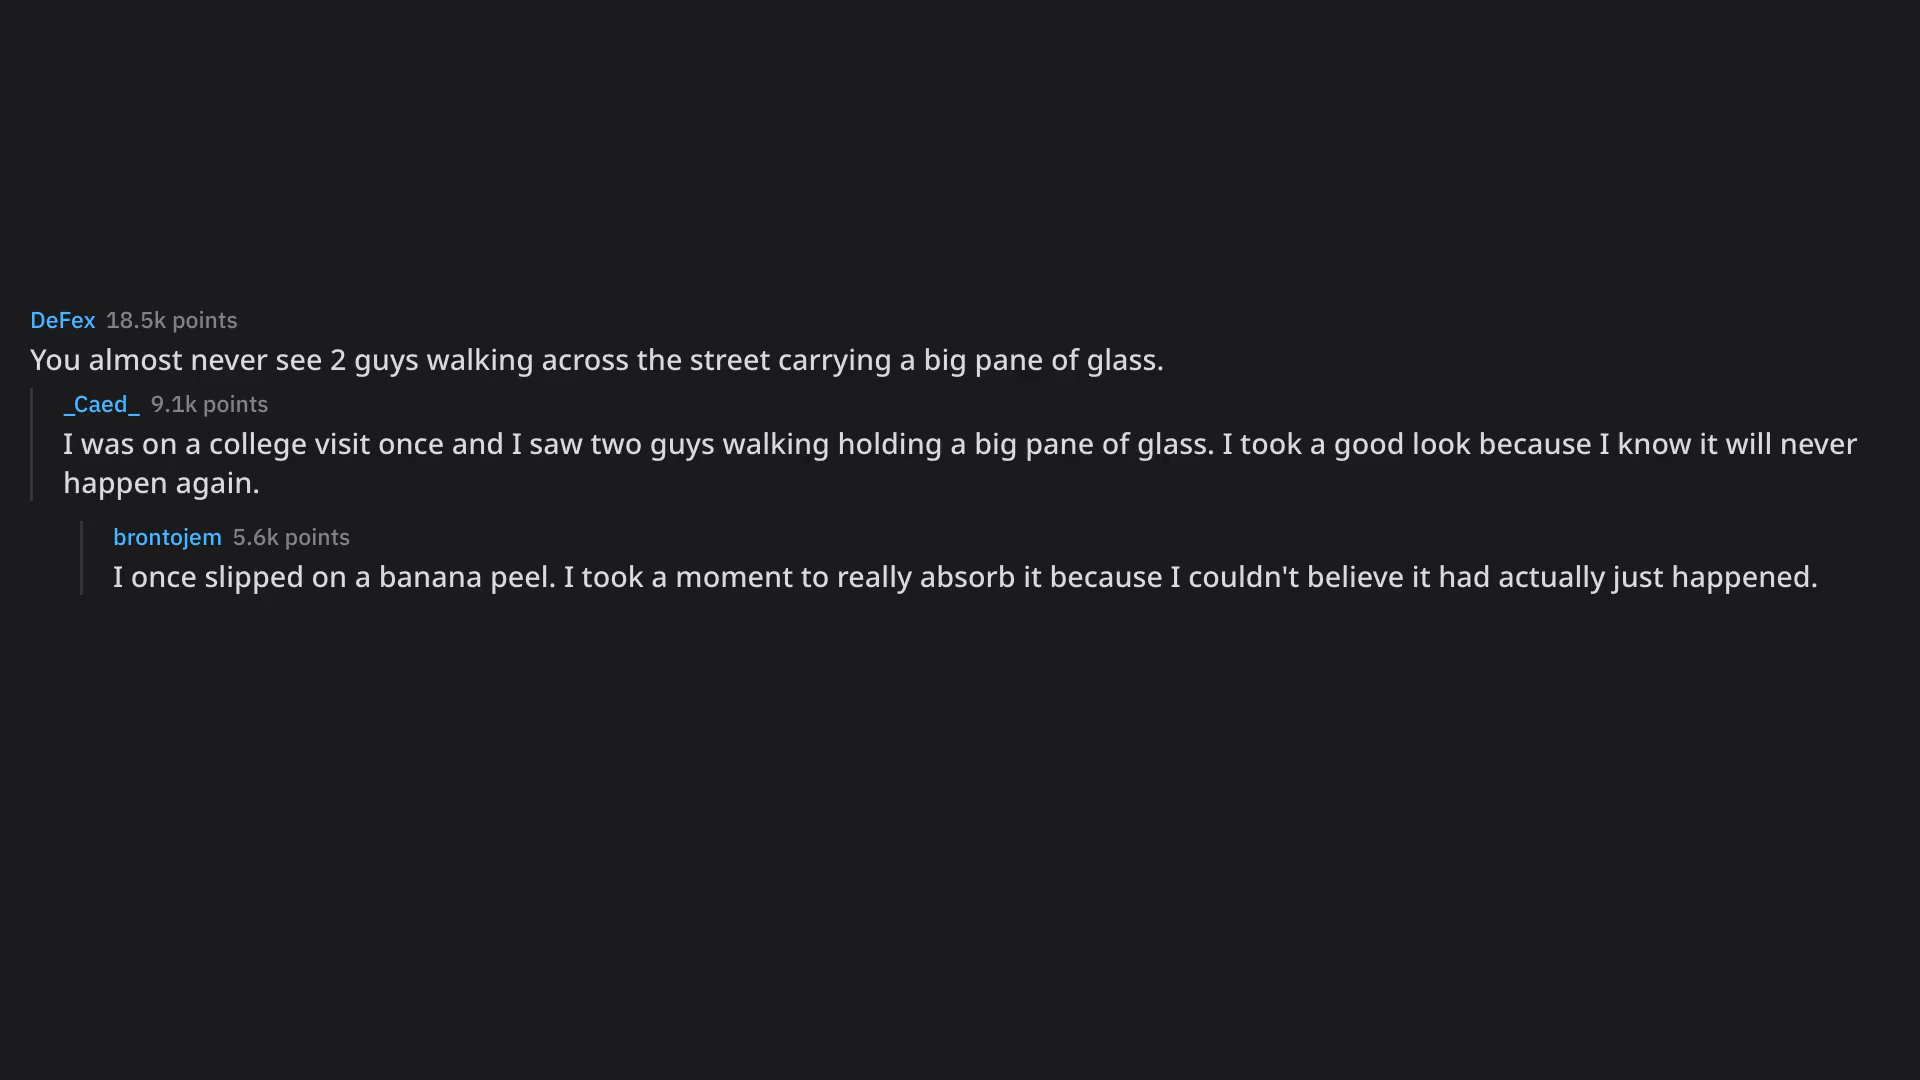 DeFex 18.5k points
You almost never see 2 guys walking across the street carrying a big pane of glass.
_Caed_ 9.1k points
I was on a college visit once and I saw two guys walking holding a big pane of glass. I took a good look because I know it will never
happen again.
brontojem 5.6k points
I once slipped on a banana peel. I took a moment to really absorb it because I couldn't believe it had actually just happened.